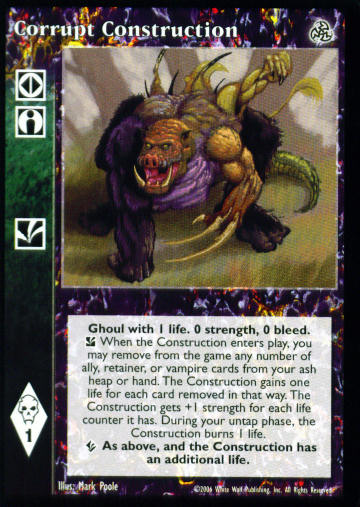 Corrupt Construction
Ghoul with 1 life. 0 strength, 0 bleed.
When the Construction enters play, you
may remove from the game any number of
ally, retainer, or vampire cards from your ash
heap or hand. The Construction gains one
life for each card removed in that way. The
Construction gets +1 strength for each life
counter it has. During your untap phase, the
Construction burns 1 life.
As above, and the Construction has
an additional life.
1
Illus: Mark Poole
©2006 White Wolf Publishing, Inc. All Rights Reserved.